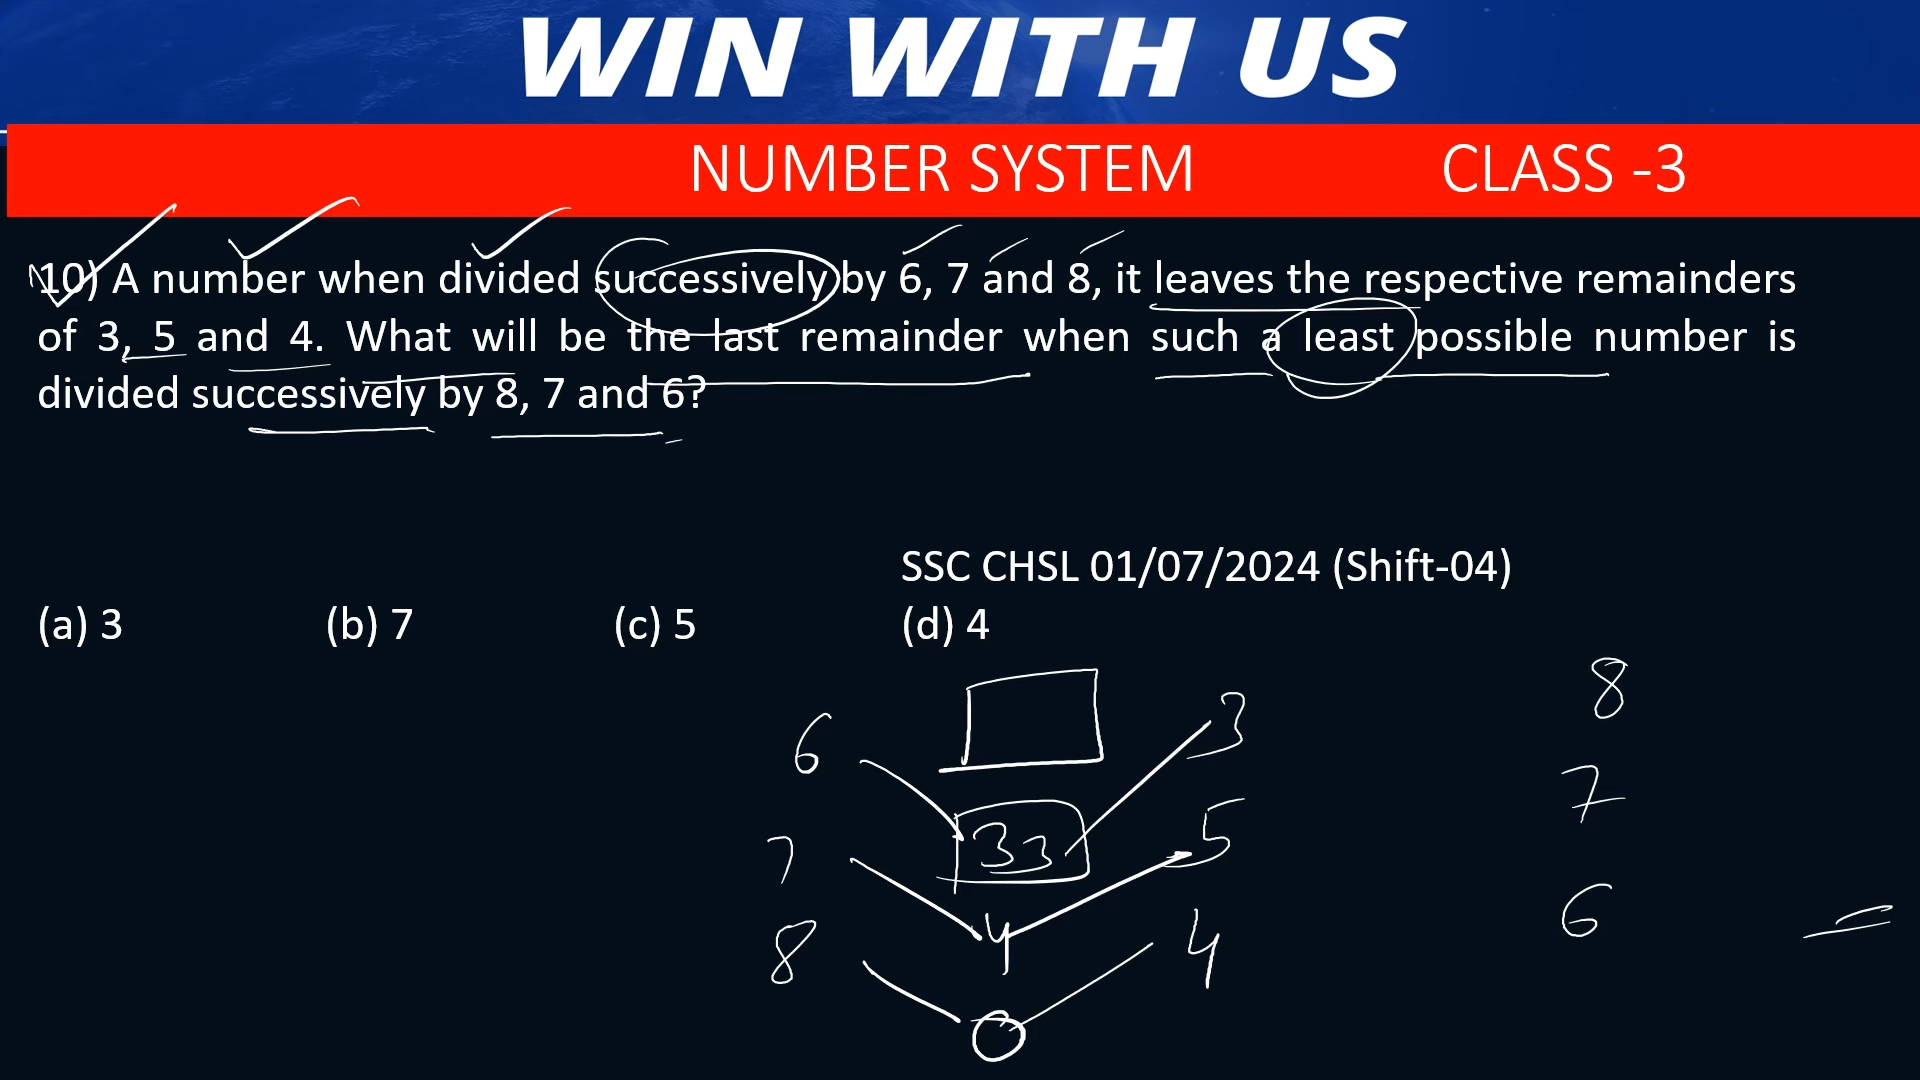 WIN WITH US
NUMBER SYSTEM CLASS -3
10) A number when divided successively by 6, 7 and 8, it leaves the respective remainders
of 3, 5 and 4. What will be the last remainder when such a least possible number is
divided successively by 8, 7 and 6?
SSC CHSL 01/07/2024 (Shift-04)
(a) 3 (b) 7 (c) 5 (d) 4
6 3 8
7 33 5 7
8 4 4 6 =
0